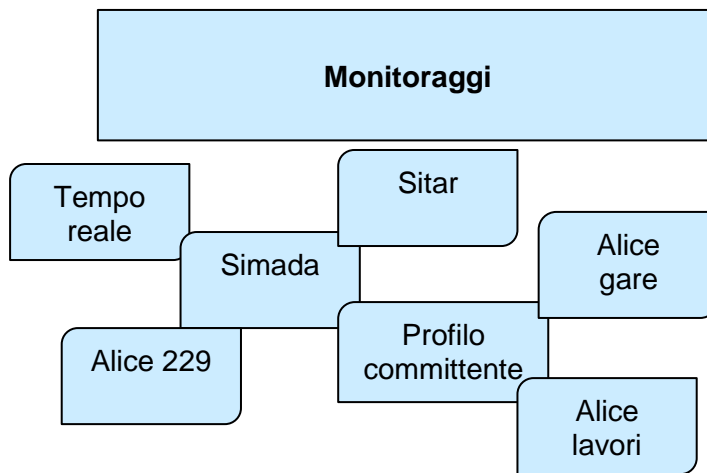 Monitoraggi
Tempo
reale
Sitar
Simada
Alice
gare
Alice 229
Profilo
committente
Alice
lavori